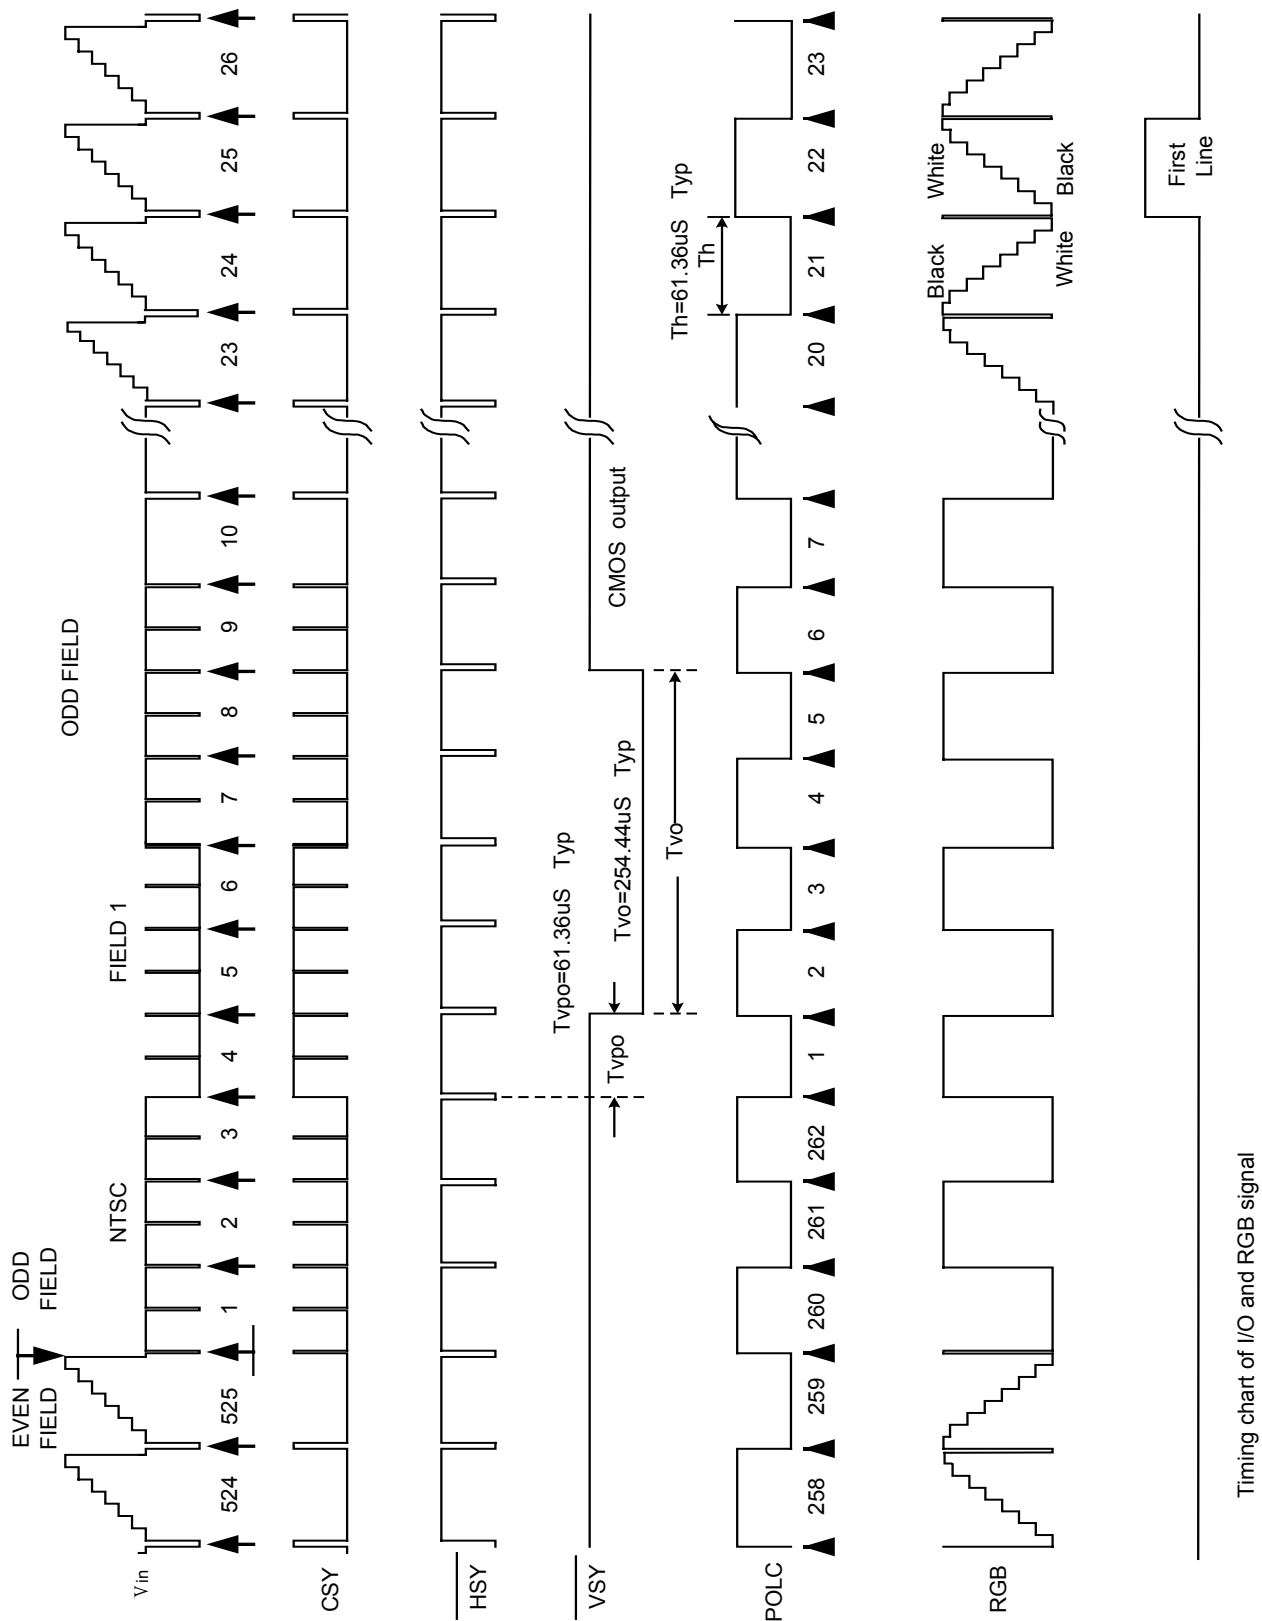 EVEN FIELD
ODD FIELD
NTSC
FIELD 1
ODD FIELD
Vin
524
525
1
2
3
4
5
6
7
8
9
10
23
24
25
26
CSY
HSY
VSY
Tvpo
Tvpo=61.36uS Typ
Tvo=254.44uS Typ
Tvo
CMOS output
POLC
Th=61.36uS Typ
Th
258
259
260
261
262
1
2
3
4
5
6
7
20
21
22
23
RGB
Black
White
White
Black
First
Line
Timing chart of I/O and RGB signal